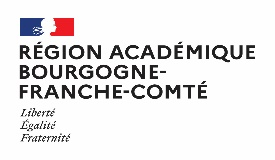 RÉGION ACADÉMIQUE
BOURGOGNE-
FRANCHE-COMTÉ
Liberté
Égalité
Fraternité